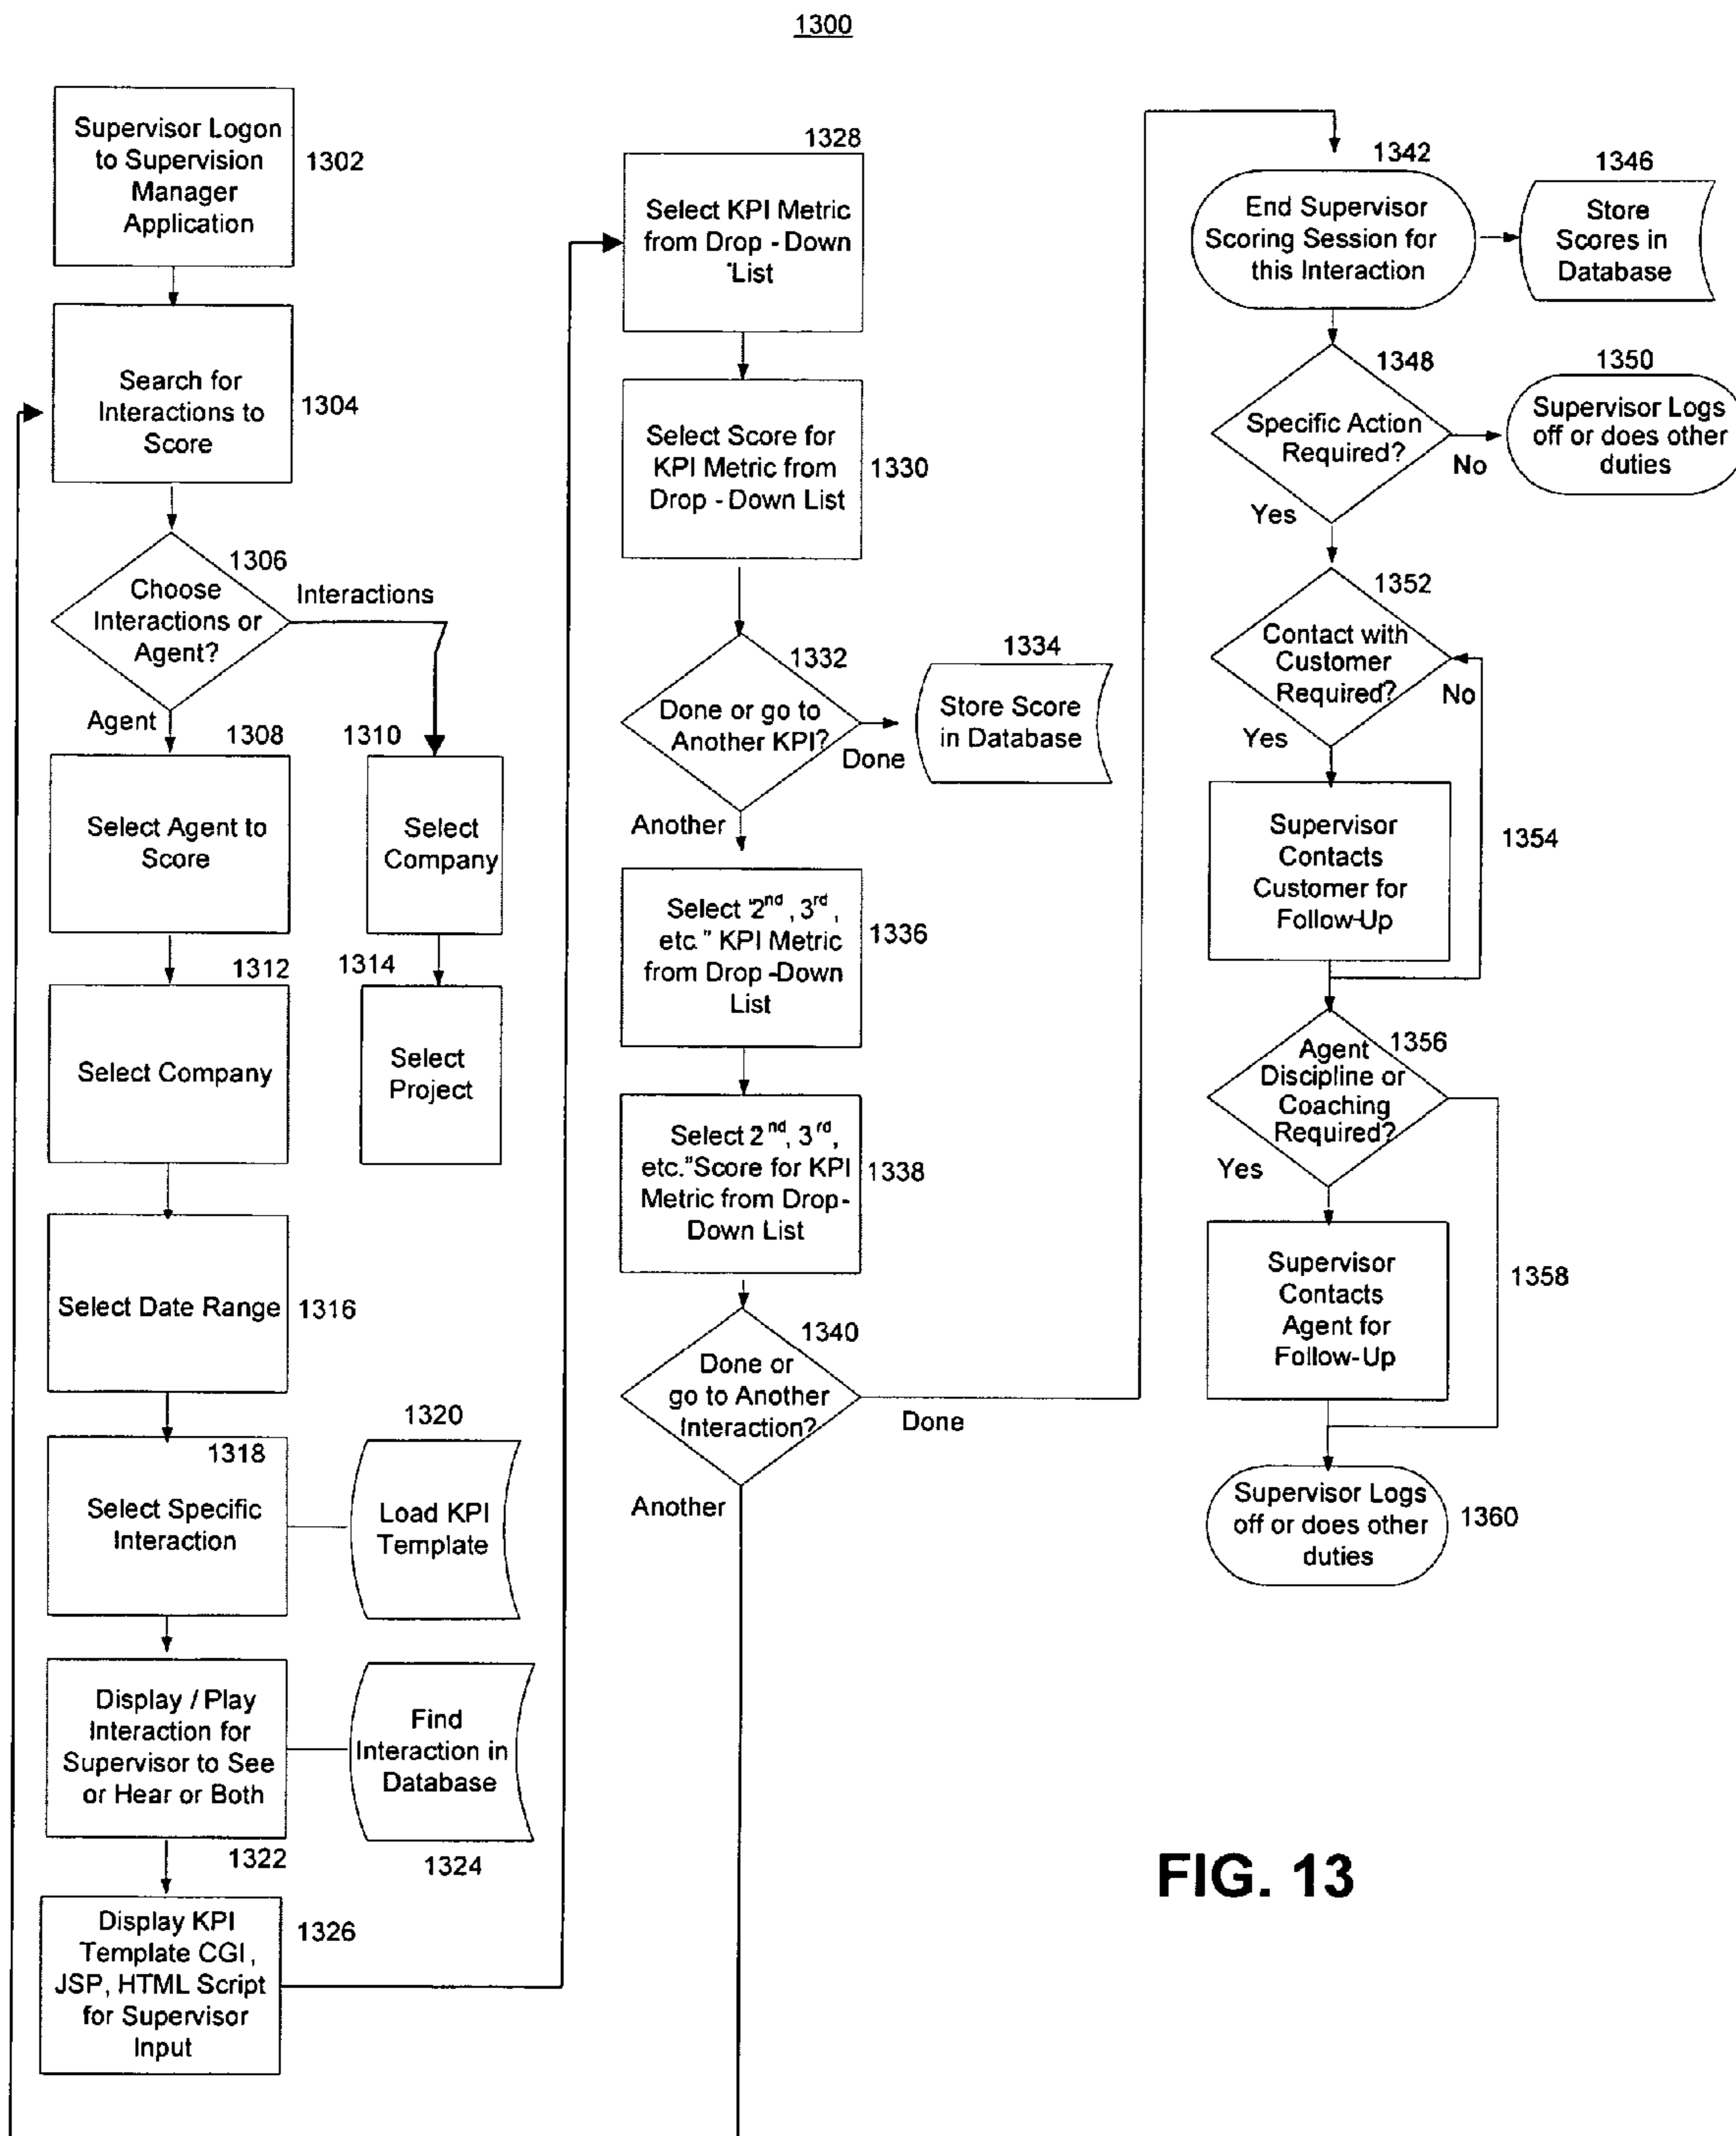 1300
Supervisor Logon
to Supervision
Manager
Application
1302
Search for
Interactions to
Score
1304
1306
Choose
Interactions or
Agent?
Interactions
Agent
1308
Select Agent to
Score
1310
Select
Company
1312
Select Company
1314
Select
Project
Select Date Range
1316
1318
Select Specific
Interaction
1320
Load KPI
Template
Display / Play
Interaction for
Supervisor to See
or Hear or Both
1322
Find
Interaction in
Database
1324
Display KPI
Template CGI,
JSP, HTML Script
for Supervisor
Input
1326
1328
Select KPI Metric
from Drop - Down
List
Select Score for
KPI Metric from
Drop - Down List
1330
1332
Done or go to
Another KPI?
Done
Another
1334
Store Score
in Database
Select "2nd, 3rd,
etc." KPI Metric
from Drop -Down
List
1336
Select 2nd, 3rd,
etc."Score for KPI
Metric from Drop-
Down List
1338
1340
Done or
go to Another
Interaction?
Done
Another
1342
End Supervisor
Scoring Session for
this Interaction
1346
Store
Scores in
Database
1348
Specific Action
Required?
No
Yes
1350
Supervisor Logs
off or does other
duties
1352
Contact with
Customer
Required?
No
Yes
Supervisor
Contacts
Customer for
Follow-Up
1354
1356
Agent
Discipline or
Coaching
Required?
Yes
Supervisor
Contacts
Agent for
Follow-Up
1358
Supervisor Logs
off or does other
duties
1360
FIG. 13